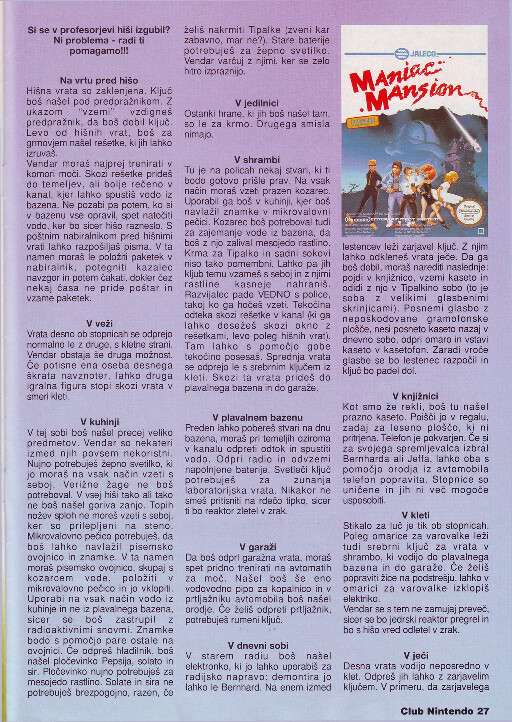 Si se v profesorjevi hiši izgubil?
Ni problema - radi ti
pomagamo!!!
Na vrtu pred hišo
Hišna vrata so zaklenjena. Ključ
boš našel pod predpražnikom. Z
ukazom "vzemi" vzdigneš
predpražnik, da boš dobil ključ.
Levo od hišnih vrat, boš za
grmovjem našel rešetke, ki jih lahko
izruvaš.
Vendar moraš najprej trenirati v
komori moči. Skozi rešetke prideš
do temeljev, ali bolje rečeno v
kanal, kjer lahko spustiš vodo iz
bazena. Ne pozabi pa potem, ko si
v bazenu vse opravil, spet natočiti
vodo, ker bo sicer hišo razneslo. S
poštnim nabiralnikom pred hišnimi
vrati lahko razpošiljaš pisma. V ta
namen moraš le položiti paketek v
nabiralnik, potegniti kazalec
navzgor in potem čakati, dokler čez
nekaj časa ne pride poštar in
vzame paketek.
V veži
Vrata desno ob stopnicah se odprejo
normalno le z druge, s kletne strani.
Vendar obstaja še druga možnost.
Če potisne ena oseba desnega
škrata navznoter, lahko druga
igralna figura stopi skozi vrata v
smeri kleti.
V kuhinji
V tej sobi boš našel precej veliko
predmetov. Vendar so nekateri
izmed njih povsem nekoristni.
Nujno potrebuješ žepno svetilko, ki
jo moraš na vsak način vzeti s
seboj. Verižne žage ne boš
potreboval. V vsej hiši tako ali tako
ne boš našel goriva zanjo. Topih
nožev sploh ne moreš vzeti s seboj,
ker so prilepljeni na steno.
Mikrovalovno pečico potrebuješ, da
boš lahko navlažil pisemsko
ovojnico in znamke. V ta namen
moraš pisemsko ovojnico, skupaj s
kozarcem vode, položiti v
mikrovalovno pečico in jo vklopiti.
Uporabi na vsak način vodo iz
kuhinje in ne iz plavalnega bazena,
sicer se boš zastrupil z
radioaktivnimi snovmi. Znamke
bodo s pomočjo pare ostale na
ovojnici. Če odpreš hladilnik, boš
našel pločevinko Pepsija, solato in
sir. Pločevinko nujno potrebuješ za
mesojedo rastlino. Solate in sira ne
potrebuješ brezpogojno, razen, če
želiš nakrmiti Tipalke (zveni kar
zabavno, mar ne?). Stare baterije
potrebuješ za žepno svetilko.
Vendar varčuj z njimi, ker se zelo
hitro izpraznijo.
V jedilnici
Ostanki hrane, ki jih boš našel tam,
so le za krmo. Drugega smisla
nimajo.
V shrambi
Tu je na policah nekaj stvari, ki ti
bodo gotovo prišle prav. Na vsak
način moraš vzeti prazen kozarec.
Uporabil ga boš v kuhinji, kjer boš
navlažil znamke v mikrovalovni
pečici. Kozarec boš potreboval tudi
za zajemanje vode iz bazena, da
boš z njo zalival mesojedo rastlino.
Krma za Tipalko in sadni sokovi
niso tako pomembni. Lahko pa jih
kljub temu vzameš s seboj in z njimi
rastline kasneje nahraniš.
Razvijalec pade VEDNO s police,
takoj ko ga hočeš vzeti. Tekočina
odteka skozi rešetke v kanal (ki ga
lahko dosežeš skozi okno z
rešetkami, levo poleg hišnih vrat).
Tam lahko s pomočjo gobe
tekočino posesaš. Sprednja vrata
se odprejo le s srebrnim ključem iz
kleti. Skozi ta vrata prideš do
plavalnega bazena in do garaže.
V plavalnem bazenu
Preden lahko pobereš stvari na dnu
bazena, moraš pri temeljih oziroma
v kanalu odpreti odtok in spustiti
vodo. Odpri radio in odvzemi
napolnjene baterije. Svetleči ključ
potrebuješ za zunanja
laboratorijska vrata. Nikakor ne
smeš pritisniti na rdečo tipko, sicer
ti bo reaktor zletel v zrak.
V garaži
Da boš odprl garažna vrata, moraš
spet pridno trenirati na avtomatih
za moč. Našel boš še eno
vodovodno pipo za kopalnico in v
prtljažniku avtomobila boš našel
orodje. Če želiš odpreti prtljažnik,
potrebuješ rumeni ključ.
V dnevni sobi
V starem radiu boš našel
elektronko, ki jo lahko uporabiš za
radijsko napravo; demontira jo
lahko le Bernhard. Na enem izmed
JALECO
MANIAC
MANSION
lestencev leži zarjavel ključ. Z njim
lahko odkleneš vrata ječe. Da ga
boš dobil, moraš narediti naslednje:
pojdi v knjižnico, vzemi kaseto in
odidi z njo v Tipalkino sobo (to je
soba z velikimi glasbenimi
skrinjicami). Posnemi glasbo z
nepoškodovane gramofonske
plošče, nesi posneto kaseto nazaj v
dnevno sobo, odpri omaro in vstavi
kaseto v kasetofon. Zaradi vrοče
glasbe se bo lestenec razpočil in
ključ bo padel dol.
V knjižnici
Kot smo že rekli, boš tu našel
prazno kaseto. Poišči jo v regalu,
zadaj za leseno ploščo, ki ni
pritrjena. Telefon je pokvarjen. Če si
za svojega spremljevalca izbral
Bernharda ali Jeffa, lahko oba s
pomočjo orodja iz avtomobila
telefon popravita. Stopnice so
uničene in jih ni več mogoče
usposobiti.
V kleti
Stikalo za luč je tik ob stopnicah.
Poleg omarice za varovalke leži
tudi srebrni ključ za vrata v
shrambo, ki vodijo do plavalnega
bazena in do garaže. Če želiš
popraviti žice na podstrešju, lahko v
omarici za varovalke izklopiš
elektriko.
Vendar se s tem ne zamujaj preveč,
sicer se bo jedrski reaktor pregrel in
bo s hišo vred odletel v zrak.
V ječi
Desna vrata vodijo neposredno v
klet. Odpreš jih lahko z zarjavelim
ključem. V primeru, da zarjavelega
Club Nintendo 27